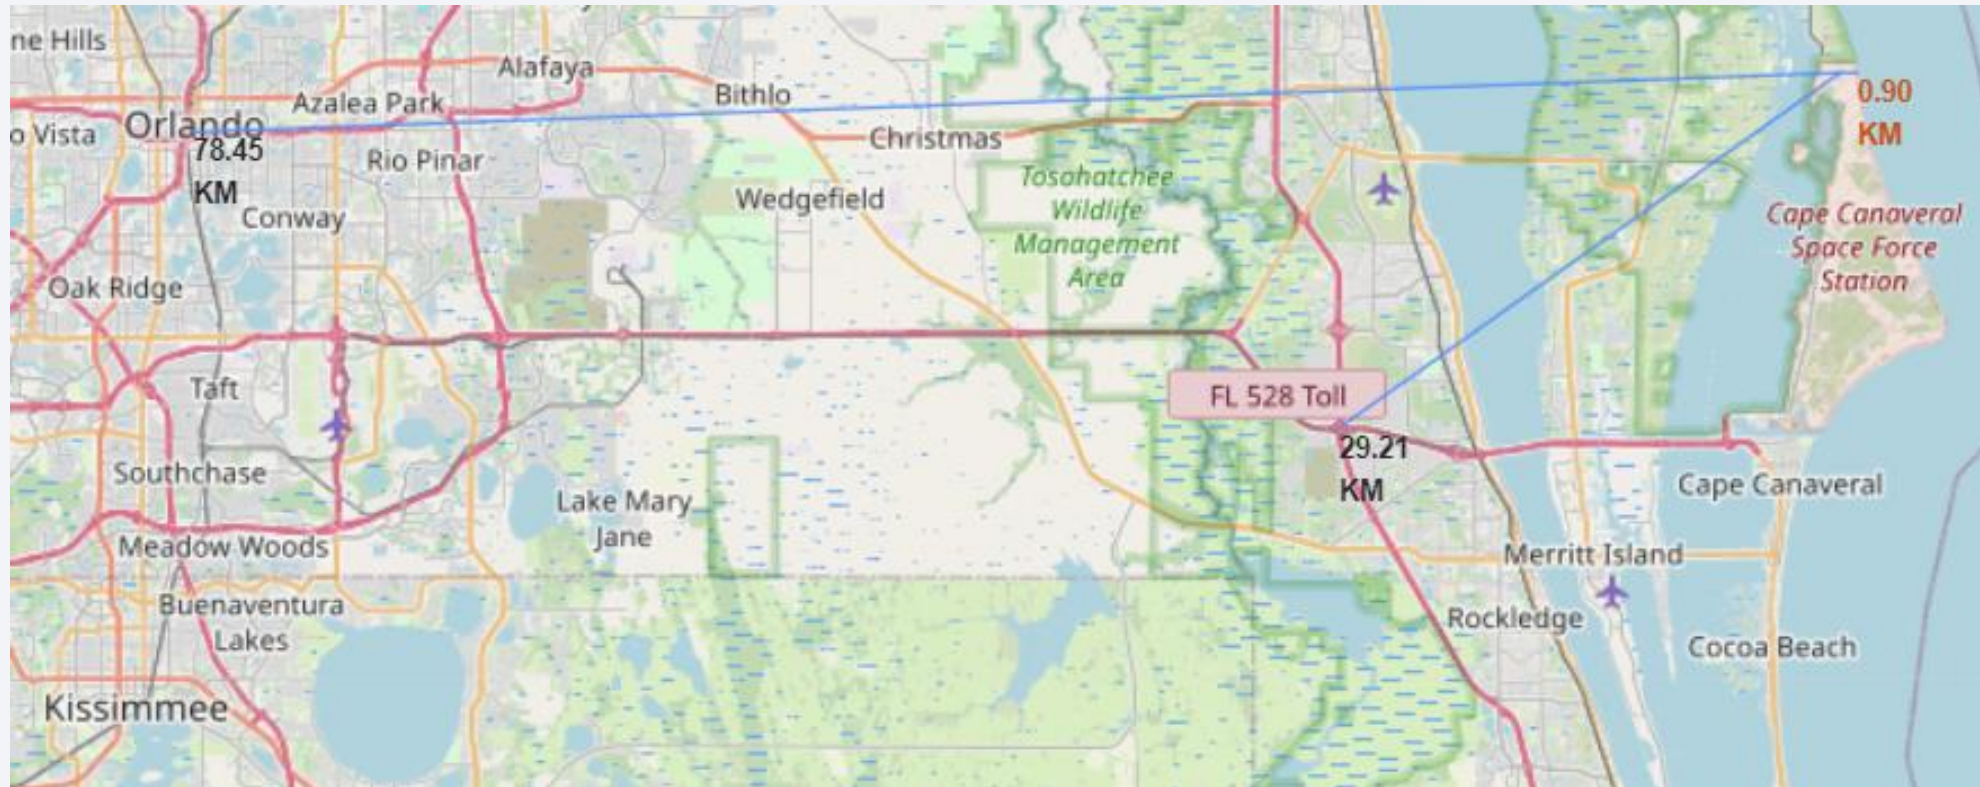 ne Hills
Alafaya
Bithlo
0.90
KM
Azalea Park
Orlando
o Vista
Christmas
78.45
KM
Rio Pinar
Tosohatchee
Wildlife
Management
Area
Wedgefield
Conway
Cape Canaveral
Space Force
Station
Oak Ridge
Taft
FL 528 Toll
29.21
KM
Southchase
Cape Canaveral
Lake Mary
Jane
Meadow Woods
Merritt Island
Buenaventura
Lakes
Rockledge
Cocoa Beach
Kissimmee